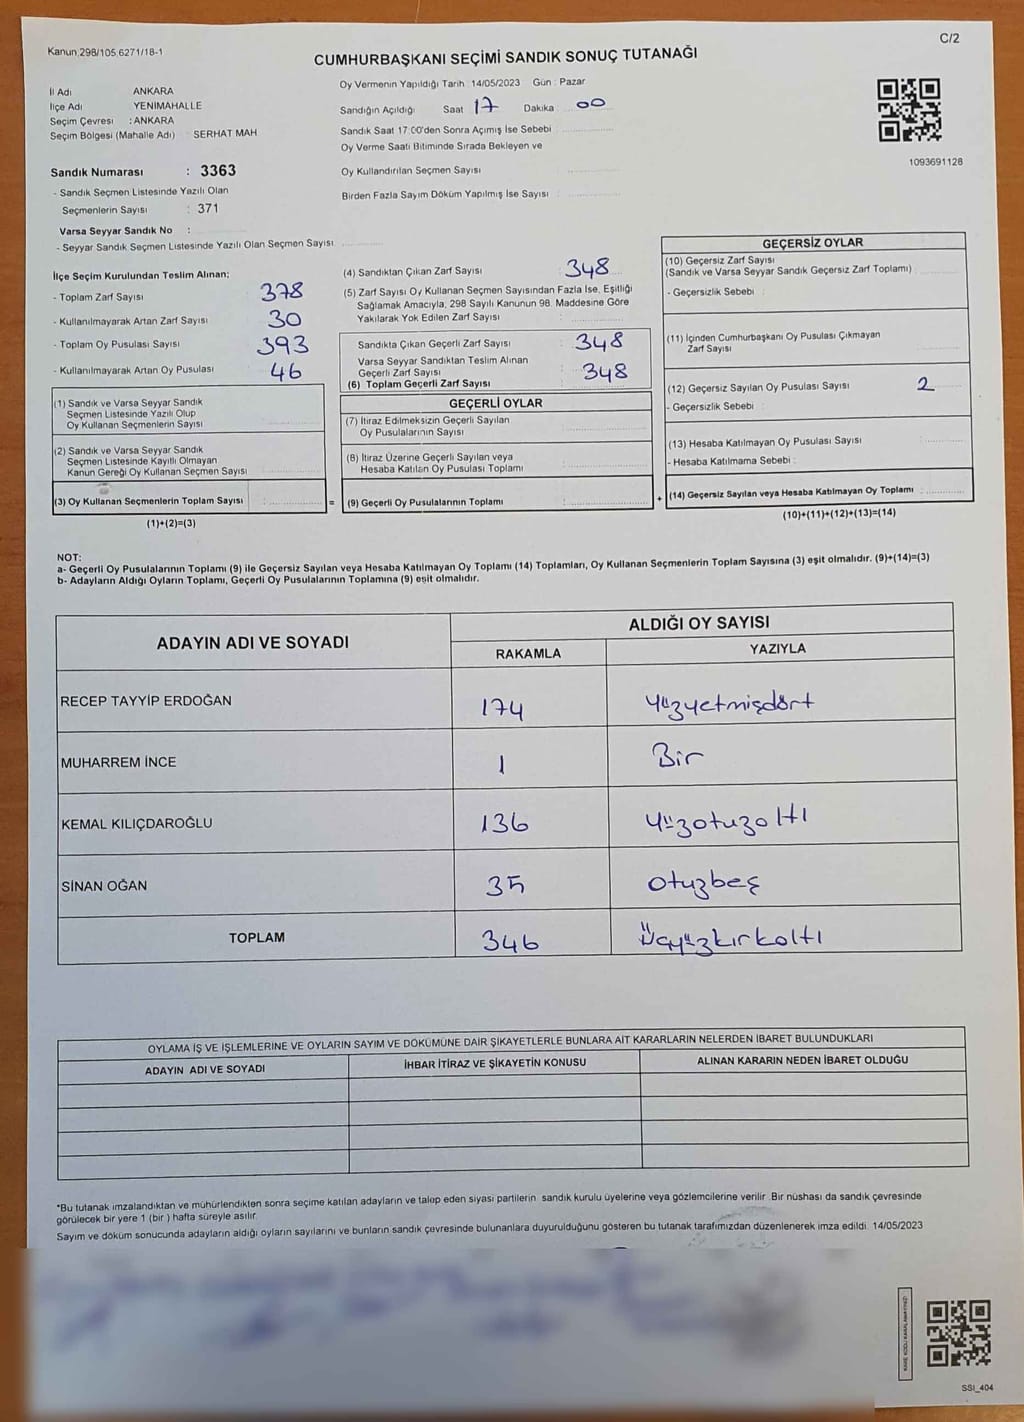 Kanun 298/105,6271/18-1
C/2
CUMHURBAŞKANI SEÇİMİ SANDIK SONUÇ TUTANAĞI
İl Adı ANKARA
İlçe Adı YENİMAHALLE
Seçim Çevresi : ANKARA
Seçim Bölgesi (Mahalle Adı) SERHAT MAH
Oy Vermenin Yapıldığı Tarih 14/05/2023 Gün : Pazar
Sandığın Açıldığı Saat 17 Dakika 00
Sandık Saat 17:00'den Sonra Açımış İse Sebebi
Oy Verme Saati Bitiminde Sırada Bekleyen ve
Oy Kullandırılan Seçmen Sayısı
Birden Fazla Sayım Döküm Yapılmış İse Sayısı :
1093691128
Sandık Numarası : 3363
- Sandık Seçmen Listesinde Yazılı Olan
Seçmenlerin Sayısı : 371
Varsa Seyyar Sandık No :
- Seyyar Sandık Seçmen Listesinde Yazılı Olan Seçmen Sayısı
İlçe Seçim Kurulundan Teslim Alınan:
- Toplam Zarf Sayısı 378
- Kullanılmayarak Artan Zarf Sayısı 30
- Toplam Oy Pusulası Sayısı 393
- Kullanılmayarak Artan Oy Pusulası 46
(1) Sandık ve Varsa Seyyar Sandık
Seçmen Listesinde Yazılı Olup
Oy Kullanan Seçmenlerin Sayısı
(2) Sandık ve Varsa Seyyar Sandık
Seçmen Listesinde Kayıtlı Olmayan
Kanun Gereği Oy Kullanan Seçmen Sayısı
(3) Oy Kullanan Seçmenlerin Toplam Sayısı : =
(1)+(2)=(3)
(4) Sandıktan Çıkan Zarf Sayısı 348
(5) Zarf Sayısı Oy Kullanan Seçmen Sayısından Fazla İse, Eşitliği
Sağlamak Amacıyla, 298 Sayılı Kanunun 98. Maddesine Göre
Yakılarak Yok Edilen Zarf Sayısı :
Sandıkta Çıkan Geçerli Zarf Sayısı : 348
Varsa Seyyar Sandıktan Teslim Alınan
Geçerli Zarf Sayısı : 348
(6) Toplam Geçerli Zarf Sayısı
GEÇERLİ OYLAR
(7) İtiraz Edilmeksizin Geçerli Sayılan
Oy Pusulalarının Sayısı
(8) İtiraz Üzerine Geçerli Sayılan veya
Hesaba Katılan Oy Pusulası Toplamı
(9) Geçerli Oy Pusulalarının Toplamı : +
GEÇERSİZ OYLAR
(10) Geçersiz Zarf Sayısı
(Sandık ve Varsa Seyyar Sandık Geçersiz Zarf Toplamı)
- Geçersizlik Sebebi :
(11) İçinden Cumhurbaşkanı Oy Pusulası Çıkmayan
Zarf Sayısı
(12) Geçersiz Sayılan Oy Pusulası Sayısı 2
- Geçersizlik Sebebi :
(13) Hesaba Katılmayan Oy Pusulası Sayısı
- Hesaba Katılmama Sebebi :
(14) Geçersiz Sayılan veya Hesaba Katılmayan Oy Toplamı :
(10)+(11)+(12)+(13)=(14)
NOT:
a- Geçerli Oy Pusulalarının Toplamı (9) ile Geçersiz Sayılan veya Hesaba Katılmayan Oy Toplamı (14) Toplamları, Oy Kullanan Seçmenlerin Toplam Sayısına (3) eşit olmalıdır. (9)+(14)=(3)
b- Adayların Aldığı Oyların Toplamı, Geçerli Oy Pusulalarının Toplamına (9) eşit olmalıdır.
ADAYIN ADI VE SOYADI
ALDIĞI OY SAYISI
RAKAMLA YAZIYLA
RECEP TAYYİP ERDOĞAN 174 Yüzyetmişdört
MUHARREM İNCE 1 Bir
KEMAL KILIÇDAROĞLU 136 Yüzotuzaltı
SİNAN OĞAN 35 Otuzbeş
TOPLAM 346 Üçyüzkırkaltı
OYLAMA İŞ VE İŞLEMLERİNE VE OYLARIN SAYIM VE DÖKÜMÜNE DAİR ŞİKAYETLERLE BUNLARA AİT KARARLARIN NELERDEN İBARET BULUNDUKLARI
ADAYIN ADI VE SOYADI İHBAR İTİRAZ VE ŞİKAYETİN KONUSU ALINAN KARARIN NEDEN İBARET OLDUĞU
*Bu tutanak imzalandıktan ve mühürlendikten sonra seçime katılan adayların ve talep eden siyasi partilerin sandık kurulu üyelerine veya gözlemcilerine verilir. Bir nüshası da sandık çevresinde
görülecek bir yere 1 (bir) hafta süreyle asılır.
Sayım ve döküm sonucunda adayların aldığı oyların sayılarını ve bunların sandık çevresinde bulunanlara duyurulduğunu gösteren bu tutanak tarafımızdan düzenlenerek imza edildi. 14/05/2023
SSI_404